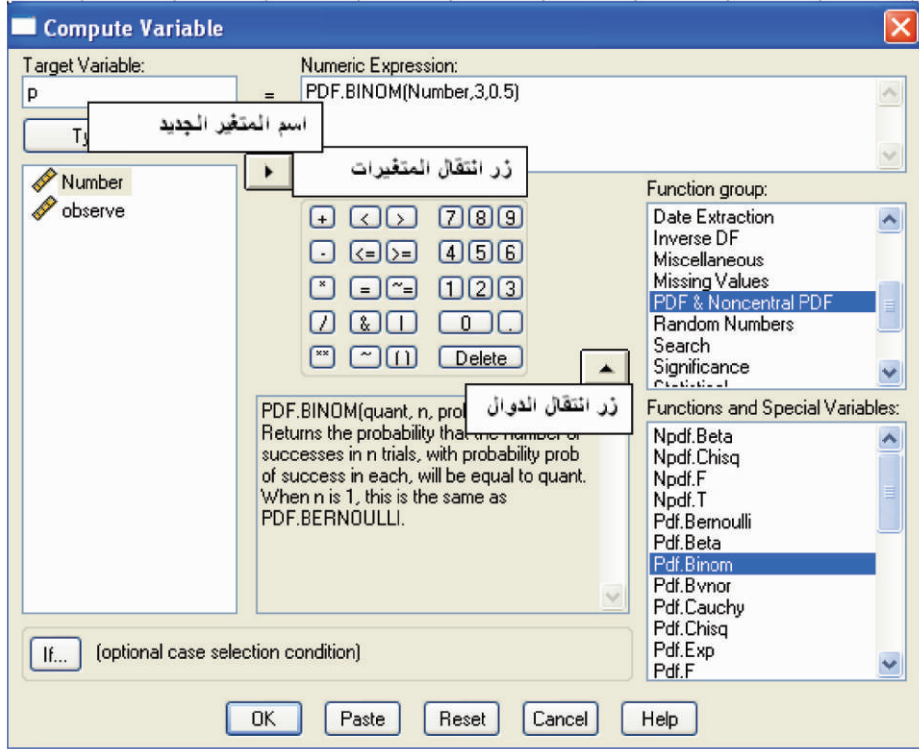 Compute Variable
Target Variable:
Numeric Expression:
p
=
PDF.BINOM(Number,3,0.5)
اسم المتغير الجديد
زر انتقال المتغيرات
Number
observe
+ < > 7 8 9
- <= >= 4 5 6
* = ~= 1 2 3
/ & | 0 .
** ~ () Delete
Function group:
Date Extraction
Inverse DF
Miscellaneous
Missing Values
PDF & Noncentral PDF
Random Numbers
Search
Significance
Statistical
زر انتقال الدوال
PDF.BINOM(quant, n,
Returns the probability that the number of
successes in n trials, with probability prob
of success in each, will be equal to quant.
When n is 1, this is the same as
PDF.BERNOULLI.
Functions and Special Variables:
Npdf.Beta
Npdf.Chisq
Npdf.F
Npdf.T
Pdf.Bernoulli
Pdf.Beta
Pdf.Binom
Pdf.Bvnor
Pdf.Cauchy
Pdf.Chisq
Pdf.Exp
Pdf.F
If... (optional case selection condition)
OK Paste Reset Cancel Help